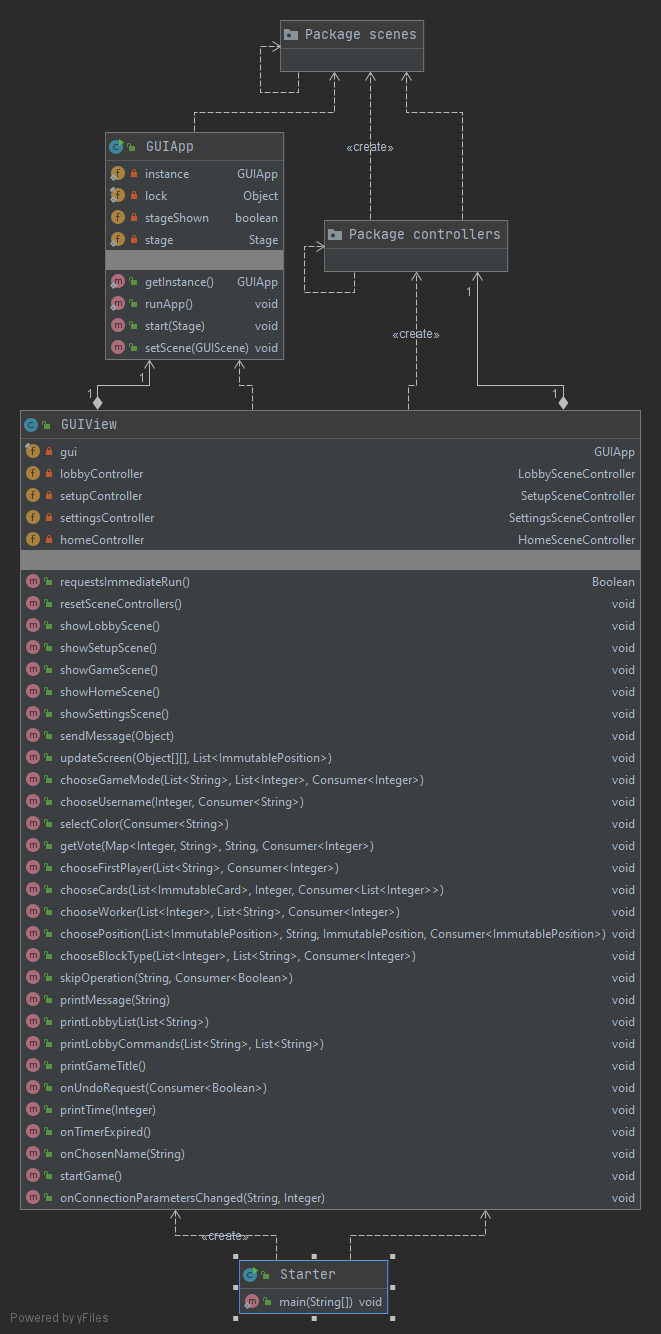 Package scenes
«create»
GUIApp
instance GUIApp
lock Object
stageShown boolean
stage Stage
getInstance() GUIApp
runApp() void
start(Stage) void
setScene(GUIScene) void
Package controllers
1
«create»
1
1
1
GUIView
gui GUIApp
lobbyController LobbySceneController
setupController SetupSceneController
settingsController SettingsSceneController
homeController HomeSceneController
requestsImmediateRun() Boolean
resetSceneControllers() void
showLobbyScene() void
showSetupScene() void
showGameScene() void
showHomeScene() void
showSettingsScene() void
sendMessage(Object) void
updateScreen(Object[][], List<ImmutablePosition>) void
chooseGameMode(List<String>, List<Integer>, Consumer<Integer>) void
chooseUsername(Integer, Consumer<String>) void
selectColor(Consumer<String>) void
getVote(Map<Integer, String>, String, Consumer<Integer>) void
chooseFirstPlayer(List<String>, Consumer<Integer>) void
chooseCards(List<ImmutableCard>, Integer, Consumer<List<Integer>>) void
chooseWorker(List<Integer>, List<String>, Consumer<Integer>) void
choosePosition(List<ImmutablePosition>, String, ImmutablePosition, Consumer<ImmutablePosition>) void
chooseBlockType(List<Integer>, List<String>, Consumer<Integer>) void
skipOperation(String, Consumer<Boolean>) void
printMessage(String) void
printLobbyList(List<String>) void
printLobbyCommands(List<String>, List<String>) void
printGameTitle() void
onUndoRequest(Consumer<Boolean>) void
printTime(Integer) void
onTimerExpired() void
onChosenName(String) void
startGame() void
onConnectionParametersChanged(String, Integer) void
«create»
Starter
main(String[]) void
Powered by yFiles